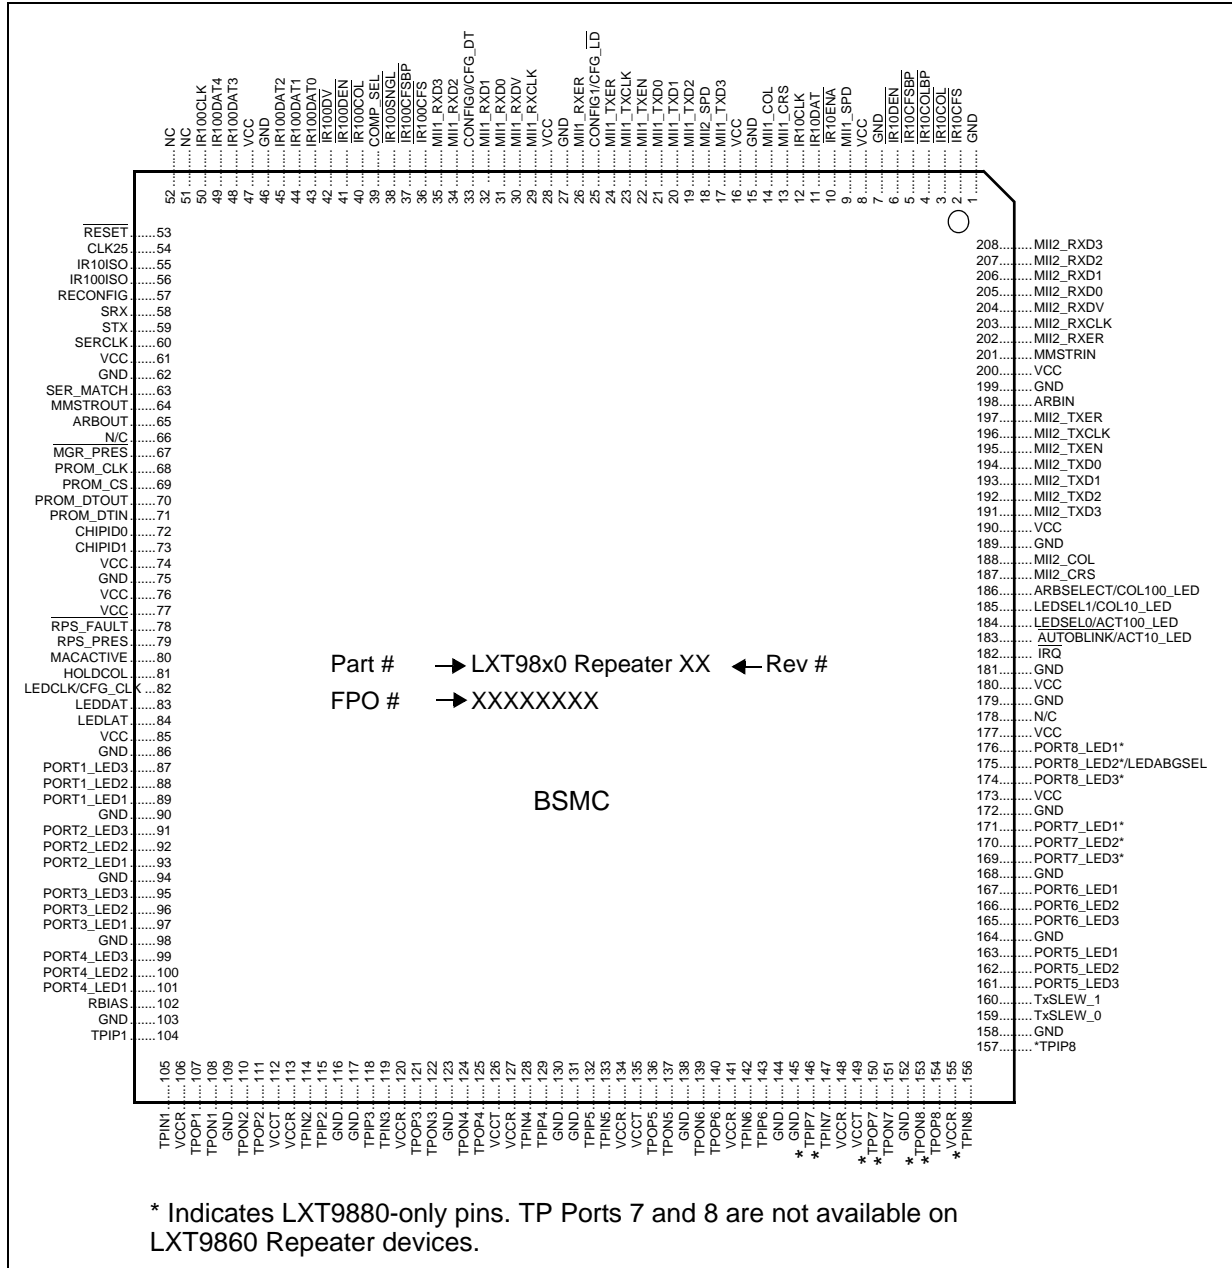 52 NC
51 NC
50 IR100CLK
49 IR100DAT4
48 IR100DAT3
47 VCC
46 GND
45 IR100DAT2
44 IR100DAT1
43 IR100DAT0
42 IR100DV
41 IR100DEN
40 IR100COL
39 COMP_SEL
38 IR100SNGL
37 IR100CFSBP
36 IR100CFS
35 MII1_RXD3
34 MII1_RXD2
33 CONFIG0/CFG_DT
32 MII1_RXD1
31 MII1_RXD0
30 MII1_RXDV
29 MII1_RXCLK
28 VCC
27 GND
26 MII1_RXER
25 CONFIG1/CFG_LD
24 MII1_TXER
23 MII1_TXCLK
22 MII1_TXEN
21 MII1_TXD0
20 MII1_TXD1
19 MII1_TXD2
18 MII2_SPD
17 MII1_TXD3
16 VCC
15 GND
14 MII1_COL
13 MII1_CRS
12 IR10CLK
11 IR10DAT
10 IR10ENA
9 MII1_SPD
8 VCC
7 GND
6 IR10DEN
5 IR10CFSBP
4 IR10COLBP
3 IR10COL
2 IR10CFS
1 GND
RESET 53
CLK25 54
IR10ISO 55
IR100ISO 56
RECONFIG 57
SRX 58
STX 59
SERCLK 60
VCC 61
GND 62
SER_MATCH 63
MMSTROUT 64
ARBOUT 65
N/C 66
MGR_PRES 67
PROM_CLK 68
PROM_CS 69
PROM_DTOUT 70
PROM_DTIN 71
CHIPID0 72
CHIPID1 73
VCC 74
GND 75
VCC 76
VCC 77
RPS_FAULT 78
RPS_PRES 79
MACACTIVE 80
HOLDCOL 81
LEDCLK/CFG_CLK 82
LEDDAT 83
LEDLAT 84
VCC 85
GND 86
PORT1_LED3 87
PORT1_LED2 88
PORT1_LED1 89
GND 90
PORT2_LED3 91
PORT2_LED2 92
PORT2_LED1 93
GND 94
PORT3_LED3 95
PORT3_LED2 96
PORT3_LED1 97
GND 98
PORT4_LED3 99
PORT4_LED2 100
PORT4_LED1 101
RBIAS 102
GND 103
TPIP1 104
Part # LXT98x0 Repeater XX Rev #
FPO # XXXXXXXX
BSMC
208 MII2_RXD3
207 MII2_RXD2
206 MII2_RXD1
205 MII2_RXD0
204 MII2_RXDV
203 MII2_RXCLK
202 MII2_RXER
201 MMSTRIN
200 VCC
199 GND
198 ARBIN
197 MII2_TXER
196 MII2_TXCLK
195 MII2_TXEN
194 MII2_TXD0
193 MII2_TXD1
192 MII2_TXD2
191 MII2_TXD3
190 VCC
189 GND
188 MII2_COL
187 MII2_CRS
186 ARBSELECT/COL100_LED
185 LEDSEL1/COL10_LED
184 LEDSEL0/ACT100_LED
183 AUTOBLINK/ACT10_LED
182 IRQ
181 GND
180 VCC
179 GND
178 N/C
177 VCC
176 PORT8_LED1*
175 PORT8_LED2*/LEDABGSEL
174 PORT8_LED3*
173 VCC
172 GND
171 PORT7_LED1*
170 PORT7_LED2*
169 PORT7_LED3*
168 GND
167 PORT6_LED1
166 PORT6_LED2
165 PORT6_LED3
164 GND
163 PORT5_LED1
162 PORT5_LED2
161 PORT5_LED3
160 TxSLEW_1
159 TxSLEW_0
158 GND
157 *TPIP8
TPIN1 105
VCCR 106
TPOP1 107
TPON1 108
GND 109
TPON2 110
TPOP2 111
VCCT 112
VCCR 113
TPIN2 114
TPIP2 115
GND 116
GND 117
TPIP3 118
TPIN3 119
VCCR 120
TPOP3 121
TPON3 122
GND 123
TPON4 124
TPOP4 125
VCCT 126
VCCR 127
TPIN4 128
TPIP4 129
GND 130
GND 131
TPIP5 132
TPIN5 133
VCCR 134
VCCT 135
TPOP5 136
TPON5 137
GND 138
TPON6 139
TPOP6 140
VCCR 141
TPIN6 142
TPIP6 143
GND 144
GND 145
*TPIP7 146
*TPIN7 147
VCCR 148
VCCT 149
*TPOP7 150
*TPON7 151
GND 152
*TPON8 153
*TPOP8 154
VCCR 155
*TPIN8 156
* Indicates LXT9880-only pins. TP Ports 7 and 8 are not available on
LXT9860 Repeater devices.